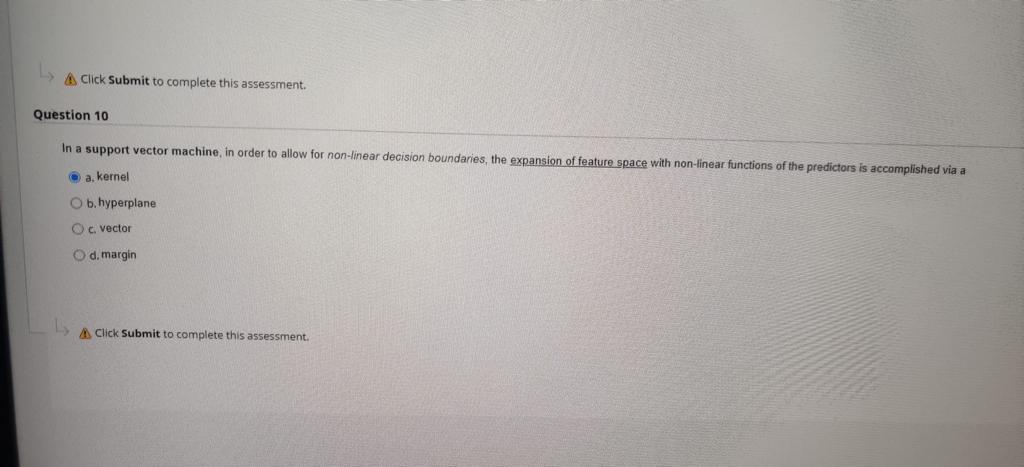 Click Submit to complete this assessment.
Question 10
In a support vector machine, in order to allow for non-linear decision boundaries, the expansion of feature space with non-linear functions of the predictors is accomplished via a
a. kernel
b. hyperplane
c. vector
d. margin
Click Submit to complete this assessment.